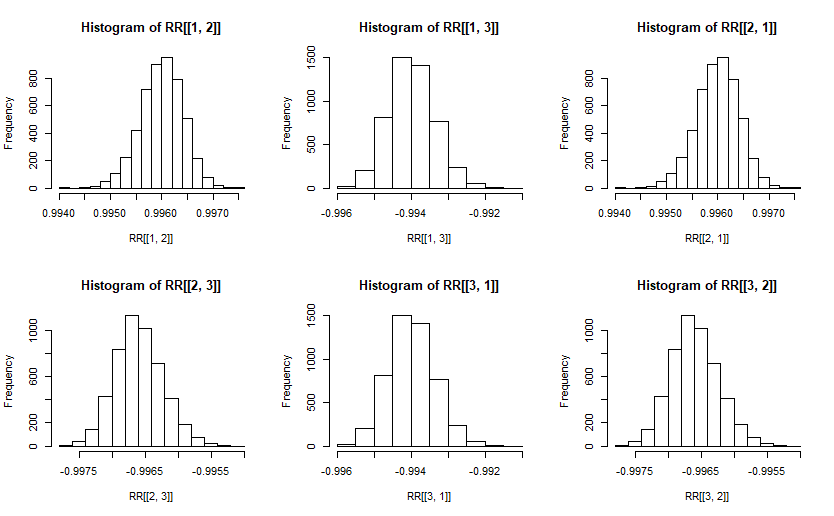 Histogram of RR[[1, 2]]
Frequency
0 200 400 600 800
0.9940 0.9950 0.9960 0.9970
RR[[1, 2]]
Histogram of RR[[1, 3]]
Frequency
0 500 1000 1500
-0.996 -0.994 -0.992
RR[[1, 3]]
Histogram of RR[[2, 1]]
Frequency
0 200 400 600 800
0.9940 0.9950 0.9960 0.9970
RR[[2, 1]]
Histogram of RR[[2, 3]]
Frequency
0 200 600 1000
-0.9975 -0.9965 -0.9955
RR[[2, 3]]
Histogram of RR[[3, 1]]
Frequency
0 500 1000 1500
-0.996 -0.994 -0.992
RR[[3, 1]]
Histogram of RR[[3, 2]]
Frequency
0 200 600 1000
-0.9975 -0.9965 -0.9955
RR[[3, 2]]